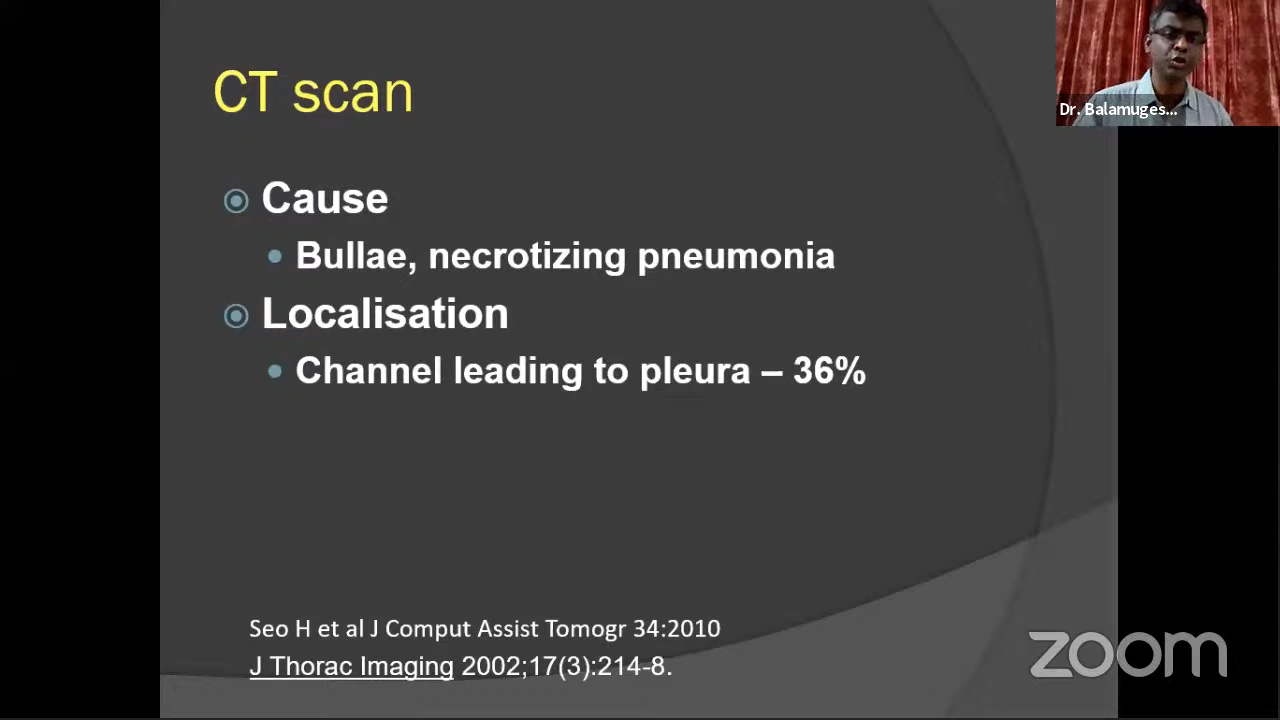 CT scan
Dr. Balamuges...
Cause
Bullae, necrotizing pneumonia
Localisation
Channel leading to pleura – 36%
Seo H et al J Comput Assist Tomogr 34:2010
J Thorac Imaging 2002;17(3):214-8.
zoom